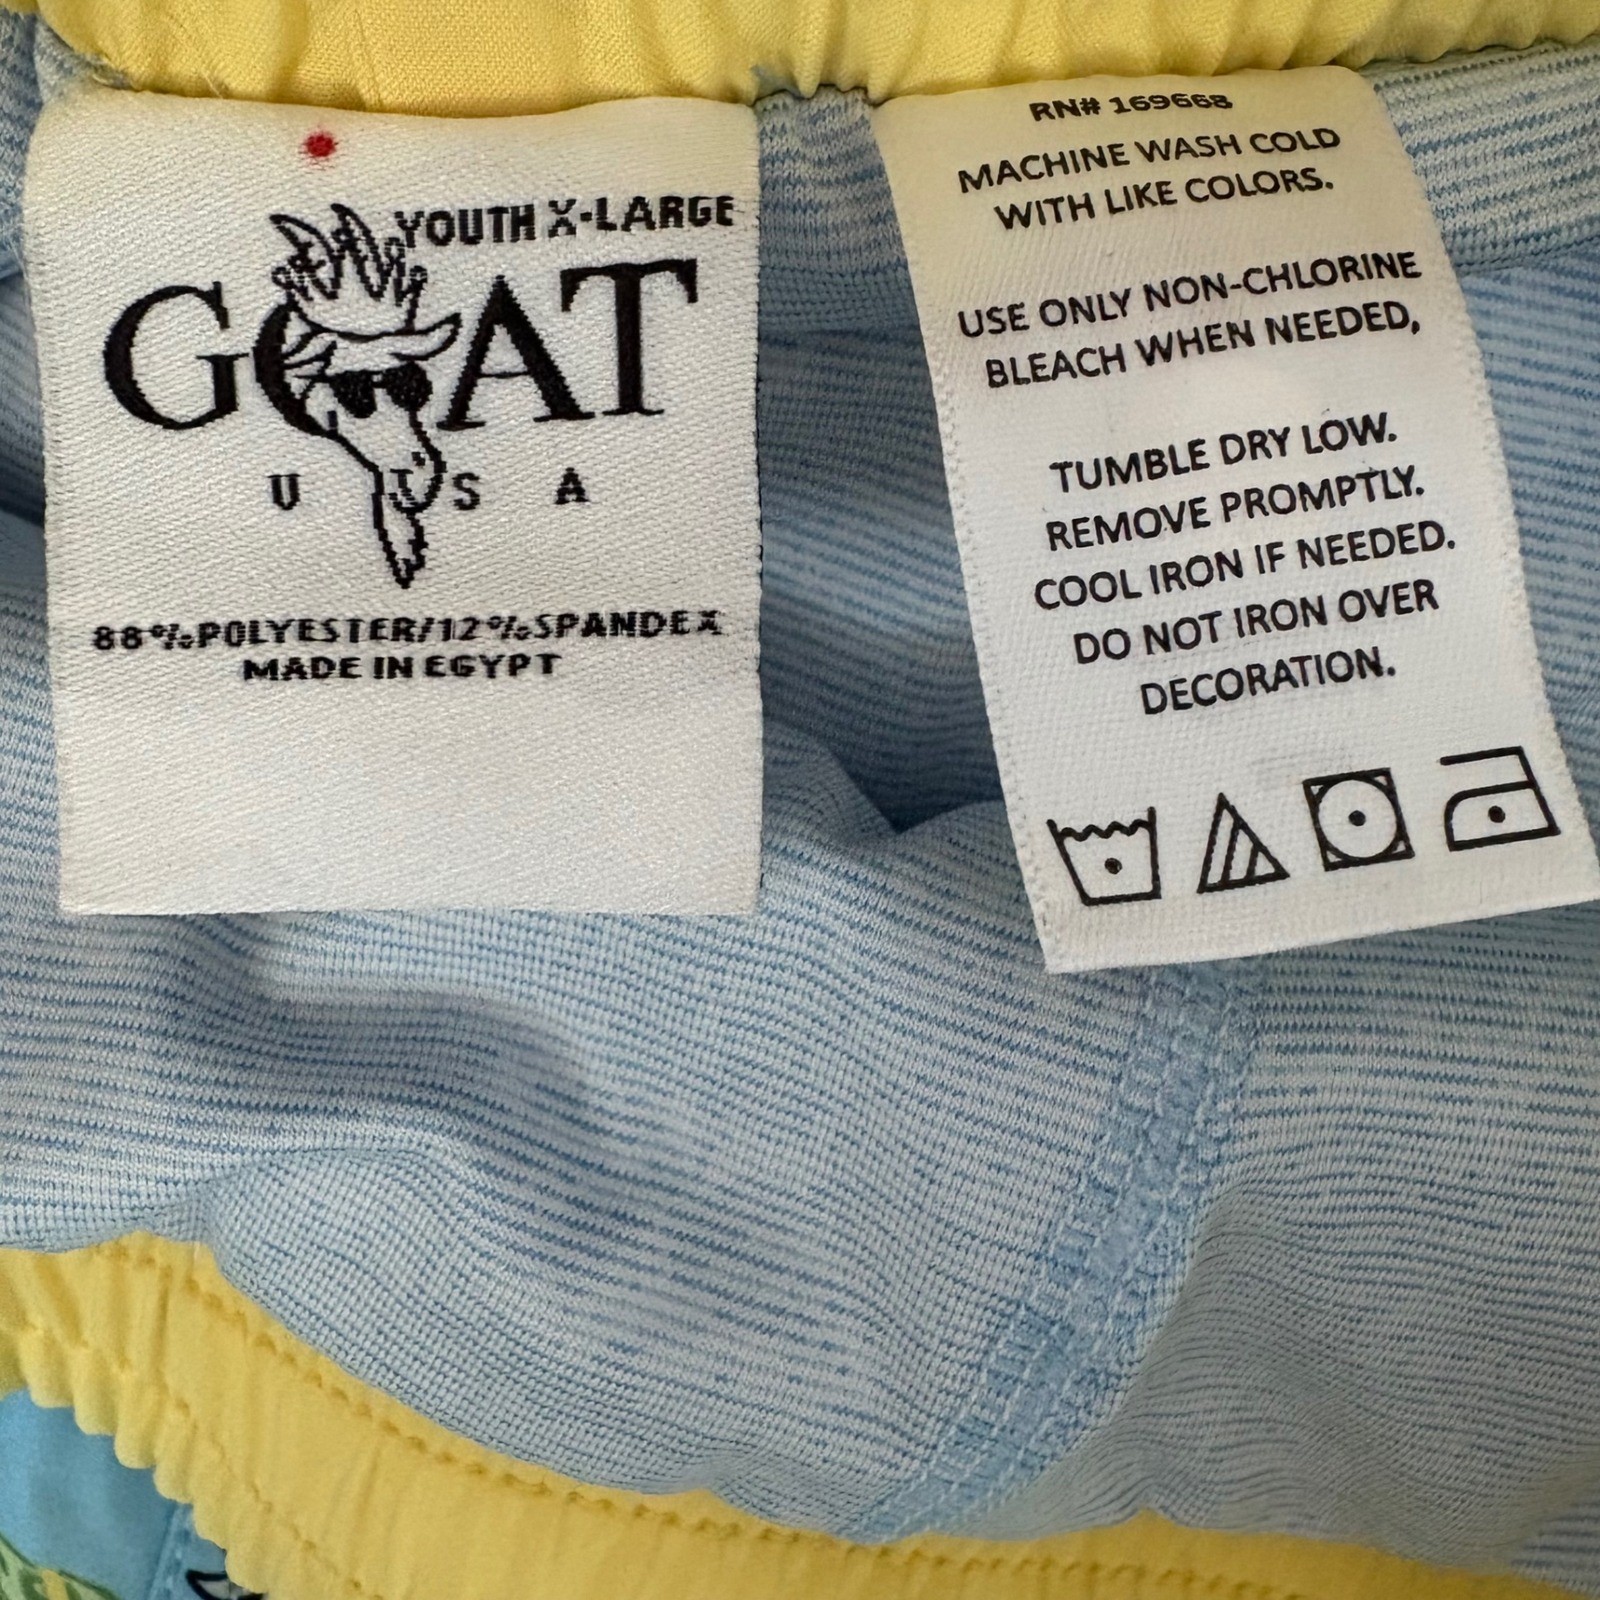 YOUTH X-LARGE
GOAT
USA
88%POLYESTER/12%SPANDEX
MADE IN EGYPT
RN# 169668
MACHINE WASH COLD
WITH LIKE COLORS.
USE ONLY NON-CHLORINE
BLEACH WHEN NEEDED,
TUMBLE DRY LOW.
REMOVE PROMPTLY.
COOL IRON IF NEEDED.
DO NOT IRON OVER
DECORATION.